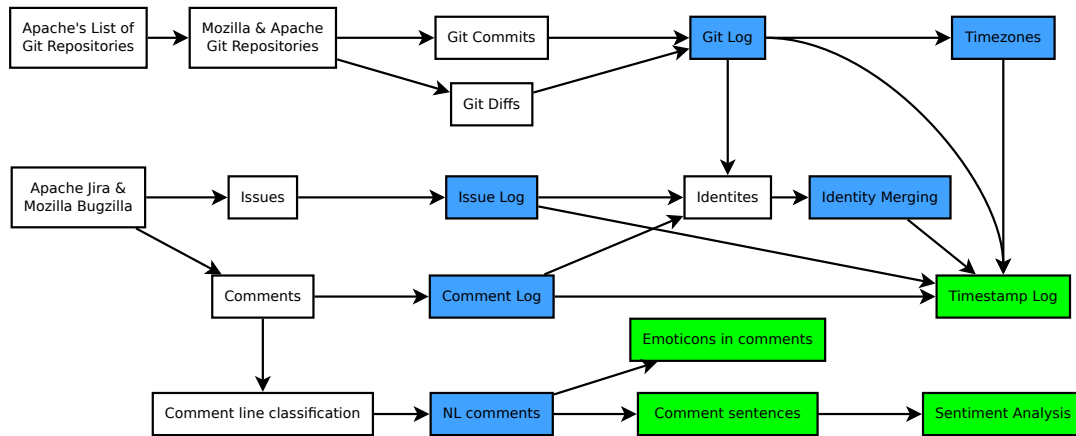 Apache's List of
Git Repositories
Mozilla & Apache
Git Repositories
Git Commits
Git Log
Timezones
Git Diffs
Apache Jira &
Mozilla Bugzilla
Issues
Issue Log
Identites
Identity Merging
Comments
Comment Log
Timestamp Log
Emoticons in comments
Comment line classification
NL comments
Comment sentences
Sentiment Analysis